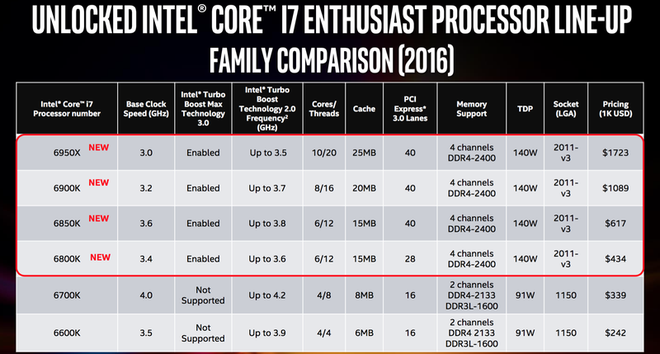 UNLOCKED INTEL® CORE™ I7 ENTHUSIAST PROCESSOR LINE-UP
FAMILY COMPARISON (2016)
Intel® Core™ i7 Processor number | Base Clock Speed (GHz) | Intel® Turbo Boost Max Technology 3.0 | Intel® Turbo Boost Technology 2.0 Frequency² (GHz) | Cores/Threads | Cache | PCI Express® 3.0 Lanes | Memory Support | TDP | Socket (LGA) | Pricing (1K USD)
6950X NEW | 3.0 | Enabled | Up to 3.5 | 10/20 | 25MB | 40 | 4 channels DDR4-2400 | 140W | 2011-v3 | $1723
6900K NEW | 3.2 | Enabled | Up to 3.7 | 8/16 | 20MB | 40 | 4 channels DDR4-2400 | 140W | 2011-v3 | $1089
6850K NEW | 3.6 | Enabled | Up to 3.8 | 6/12 | 15MB | 40 | 4 channels DDR4-2400 | 140W | 2011-v3 | $617
6800K NEW | 3.4 | Enabled | Up to 3.6 | 6/12 | 15MB | 28 | 4 channels DDR4-2400 | 140W | 2011-v3 | $434
6700K | 4.0 | Not Supported | Up to 4.2 | 4/8 | 8MB | 16 | 2 channels DDR4-2133 DDR3L-1600 | 91W | 1150 | $339
6600K | 3.5 | Not Supported | Up to 3.9 | 4/4 | 6MB | 16 | 2 channels DDR4 2133 DDR3L-1600 | 91W | 1150 | $242